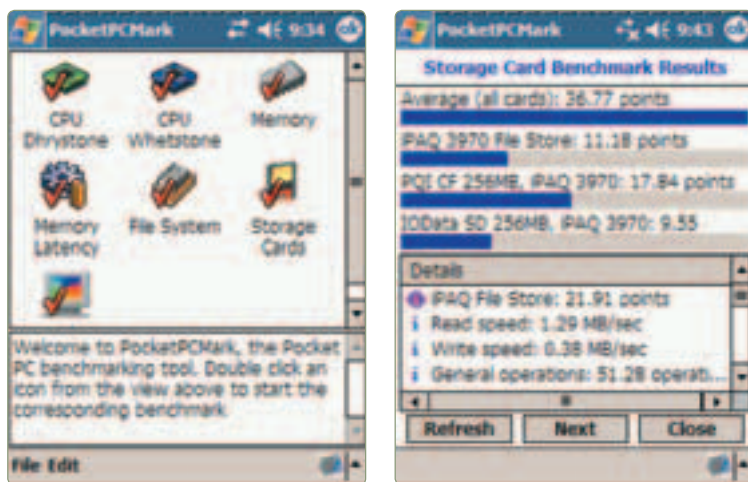 PocketPCMark 9:34 ok
CPU Dhrystone
CPU Whetstone
Memory
Memory Latency
File System
Storage Cards
Welcome to PocketPCMark, the Pocket
PC benchmarking tool. Double click an
icon from the view above to start the
corresponding benchmark
File Edit
PocketPCMark 9:43 ok
Storage Card Benchmark Results
Average (all cards): 36.77 points
iPAQ 3970 File Store: 11.18 points
PQI CF 256MB, iPAQ 3970: 17.84 points
IOData SD 256MB, iPAQ 3970: 9.55
Details
iPAQ File Store: 21.91 points
Read speed: 1.29 MB/sec
Write speed: 0.38 MB/sec
General operations: 51.28 operati...
Refresh Next Close